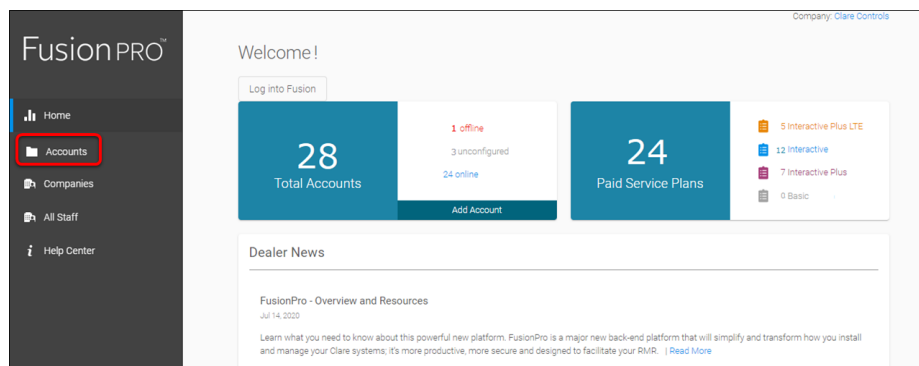 Company: Clare Controls
FusionPRO™
Welcome!
Log into Fusion
Home
Accounts
Companies
All Staff
Help Center
28
Total Accounts
1 offline
3 unconfigured
24 online
Add Account
24
Paid Service Plans
5 Interactive Plus LTE
12 Interactive
7 Interactive Plus
0 Basic
Dealer News
FusionPro - Overview and Resources
Jul 14, 2020
Learn what you need to know about this powerful new platform. FusionPro is a major new back-end platform that will simplify and transform how you install
and manage your Clare systems; it's more productive, more secure and designed to facilitate your RMR. | Read More